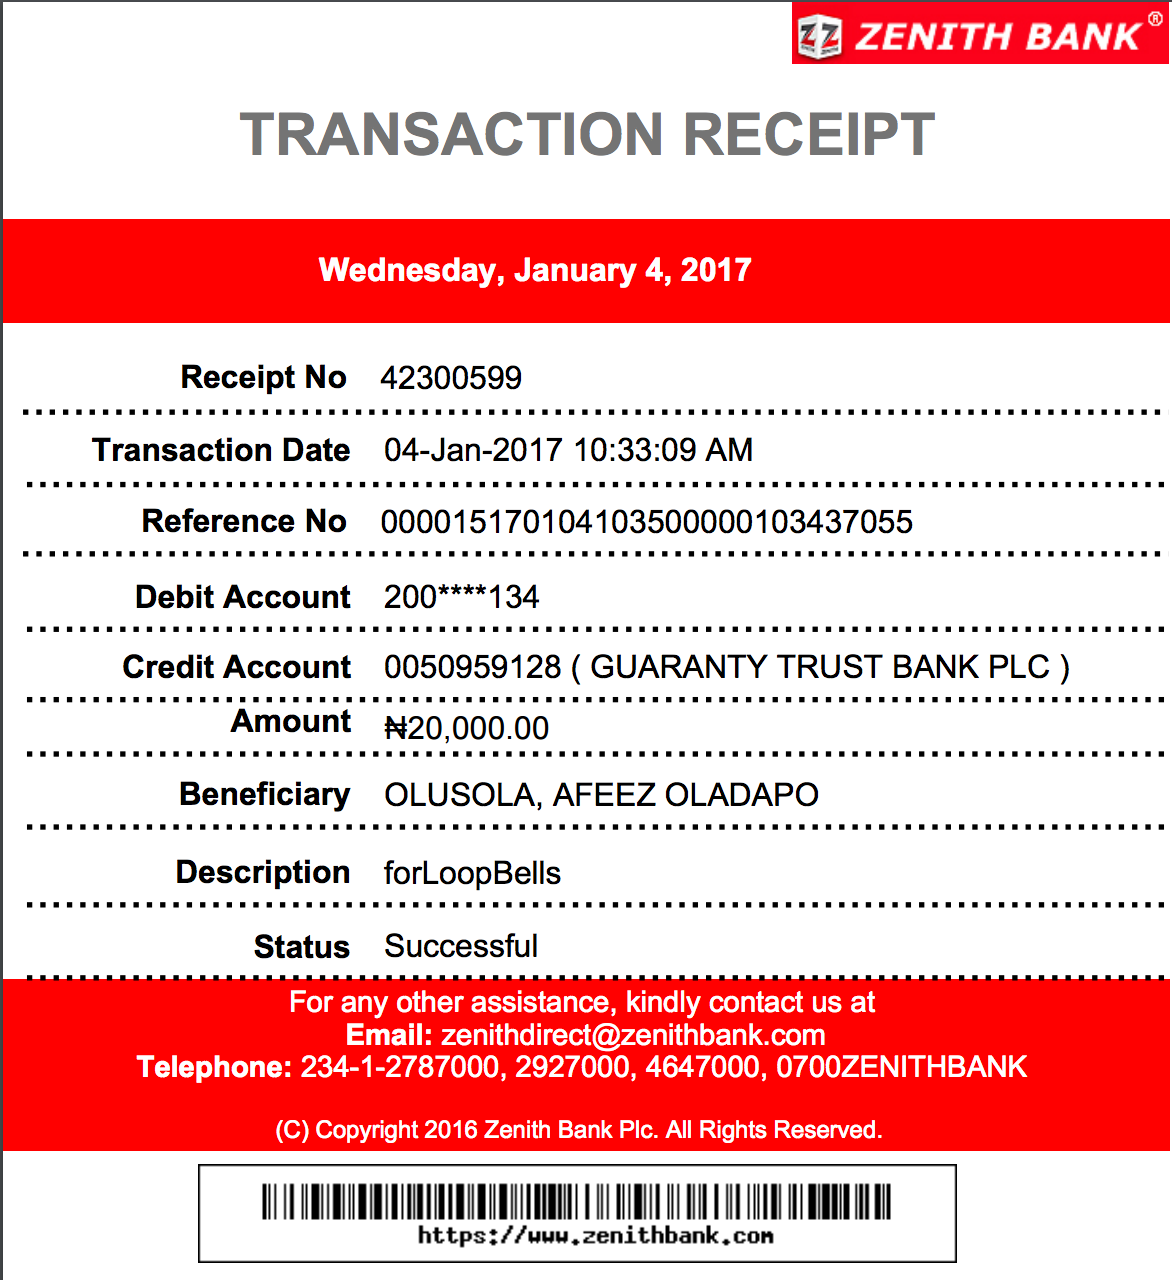 ZENITH BANK®
TRANSACTION RECEIPT
Wednesday, January 4, 2017
Receipt No 42300599
Transaction Date 04-Jan-2017 10:33:09 AM
Reference No 000015170104103500000103437055
Debit Account 200****134
Credit Account 0050959128 ( GUARANTY TRUST BANK PLC )
Amount ₦20,000.00
Beneficiary OLUSOLA, AFEEZ OLADAPO
Description forLoopBells
Status Successful
For any other assistance, kindly contact us at
Email: zenithdirect@zenithbank.com
Telephone: 234-1-2787000, 2927000, 4647000, 0700ZENITHBANK
(C) Copyright 2016 Zenith Bank Plc. All Rights Reserved.
https://www.zenithbank.com